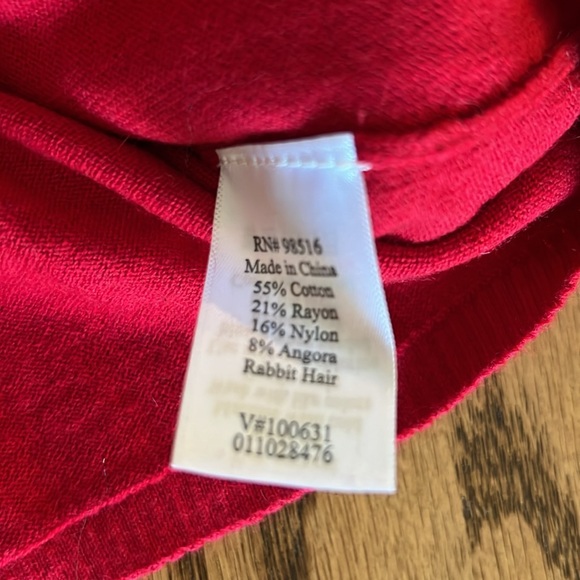 RN# 98516
Made in China
55% Cotton
21% Rayon
16% Nylon
8% Angora
Rabbit Hair
V#100631
011028476